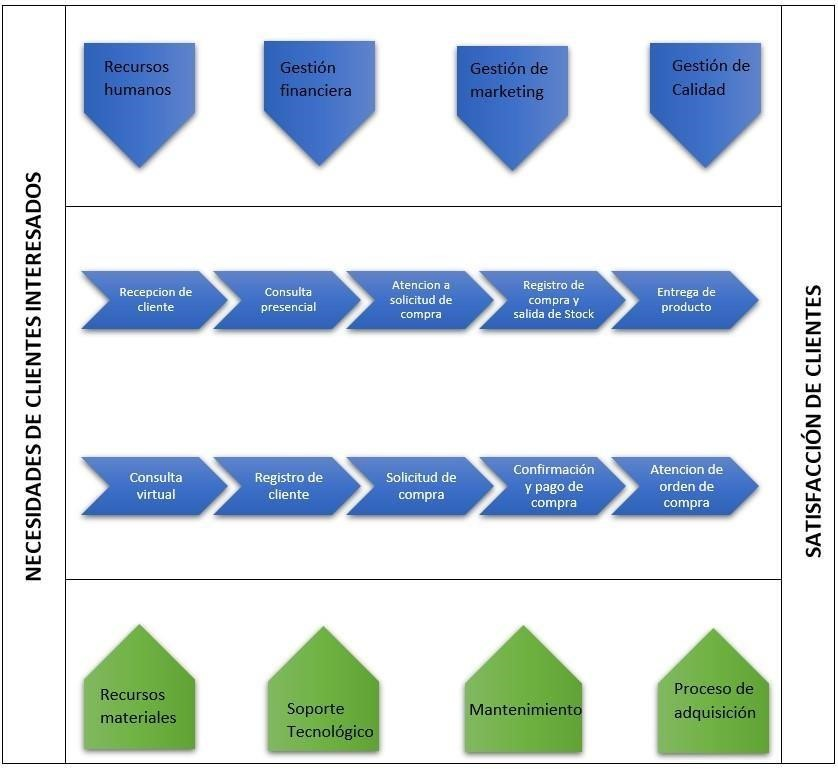 NECESIDADES DE CLIENTES INTERESADOS
Recursos
humanos
Gestión
financiera
Gestión de
marketing
Gestión de
Calidad
Recepcion de
cliente
Consulta
presencial
Atencion a
solicitud de
compra
Registro de
compra y
salida de Stock
Entrega de
producto
Consulta
virtual
Registro de
cliente
Solicitud de
compra
Confirmación
y pago de
compra
Atencion de
orden de
compra
Recursos
materiales
Soporte
Tecnológico
Mantenimiento
Proceso de
adquisición
SATISFACCIÓN DE CLIENTES